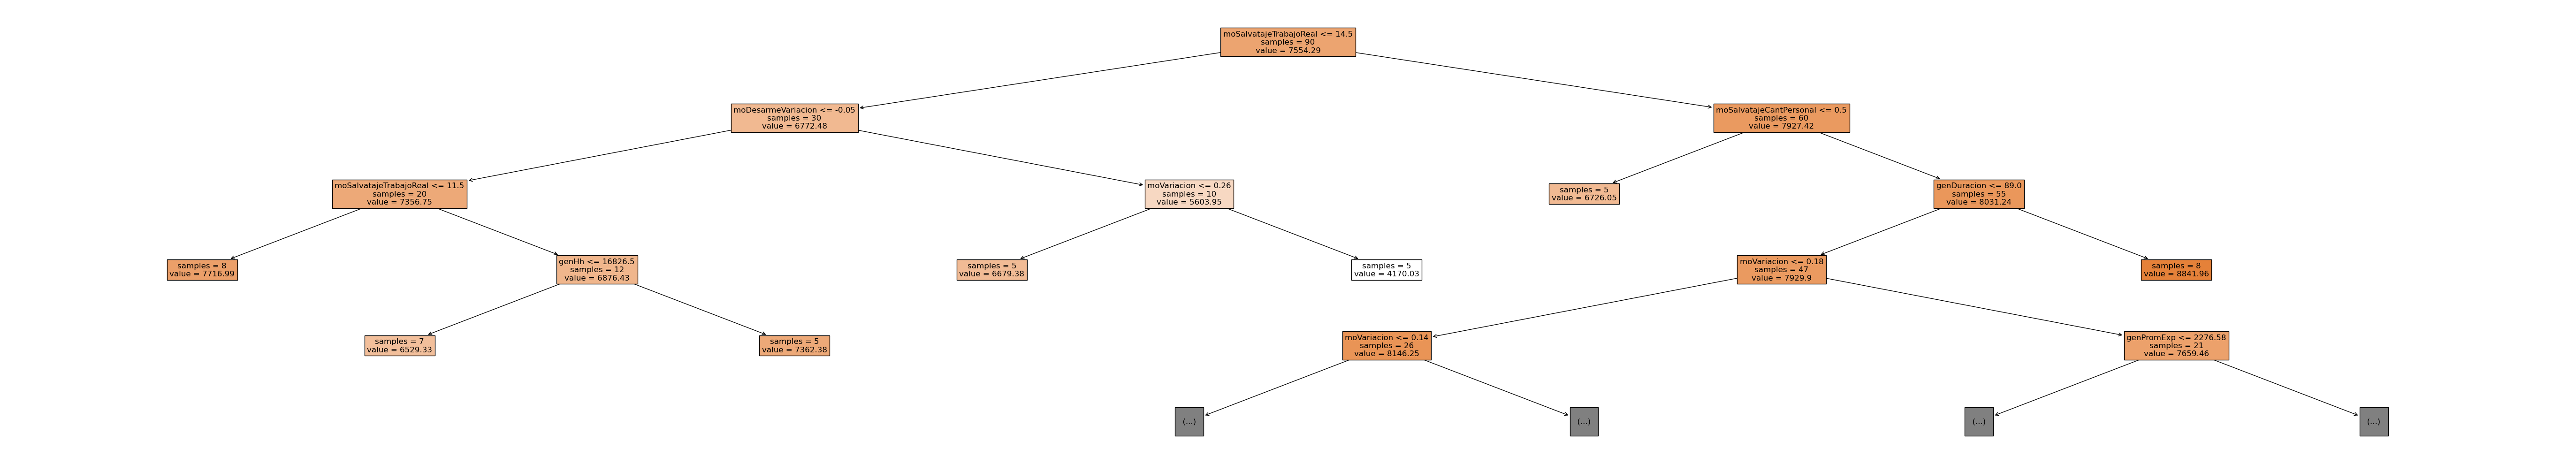 moSalvatajeTrabajoReal <= 14.5
samples = 90
value = 7554.29
moDesarmeVariacion <= -0.05
samples = 30
value = 6772.48
moSalvatajeCantPersonal <= 0.5
samples = 60
value = 7927.42
moSalvatajeTrabajoReal <= 11.5
samples = 20
value = 7356.75
moVariacion <= 0.26
samples = 10
value = 5603.95
samples = 5
value = 6726.05
genDuracion <= 89.0
samples = 55
value = 8031.24
samples = 8
value = 7716.99
genHh <= 16826.5
samples = 12
value = 6876.43
samples = 5
value = 6679.38
samples = 5
value = 4170.03
moVariacion <= 0.18
samples = 47
value = 7929.9
samples = 8
value = 8841.96
samples = 7
value = 6529.33
samples = 5
value = 7362.38
moVariacion <= 0.14
samples = 26
value = 8146.25
genPromExp <= 2276.58
samples = 21
value = 7659.46
(...)
(...)
(...)
(...)